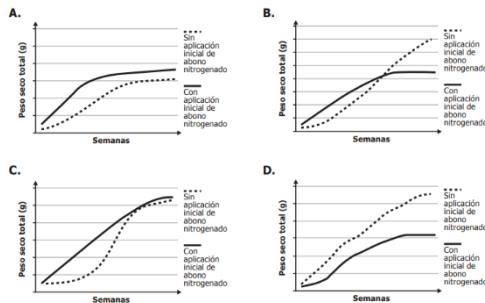 A.
Peso seco total (g)
Semanas
Sin
aplicación
inicial de
abono
nitrogenado
Con
aplicación
inicial de
abono
nitrogenado
B.
Peso seco total (g)
Semanas
Sin
aplicación
inicial de
abono
nitrogenado
Con
aplicación
inicial de
abono
nitrogenado
C.
Peso seco total (g)
Semanas
Sin
aplicación
inicial de
abono
nitrogenado
Con
aplicación
inicial de
abono
nitrogenado
D.
Peso seco total (g)
Semanas
Sin
aplicación
inicial de
abono
nitrogenado
Con
aplicación
inicial de
abono
nitrogenado